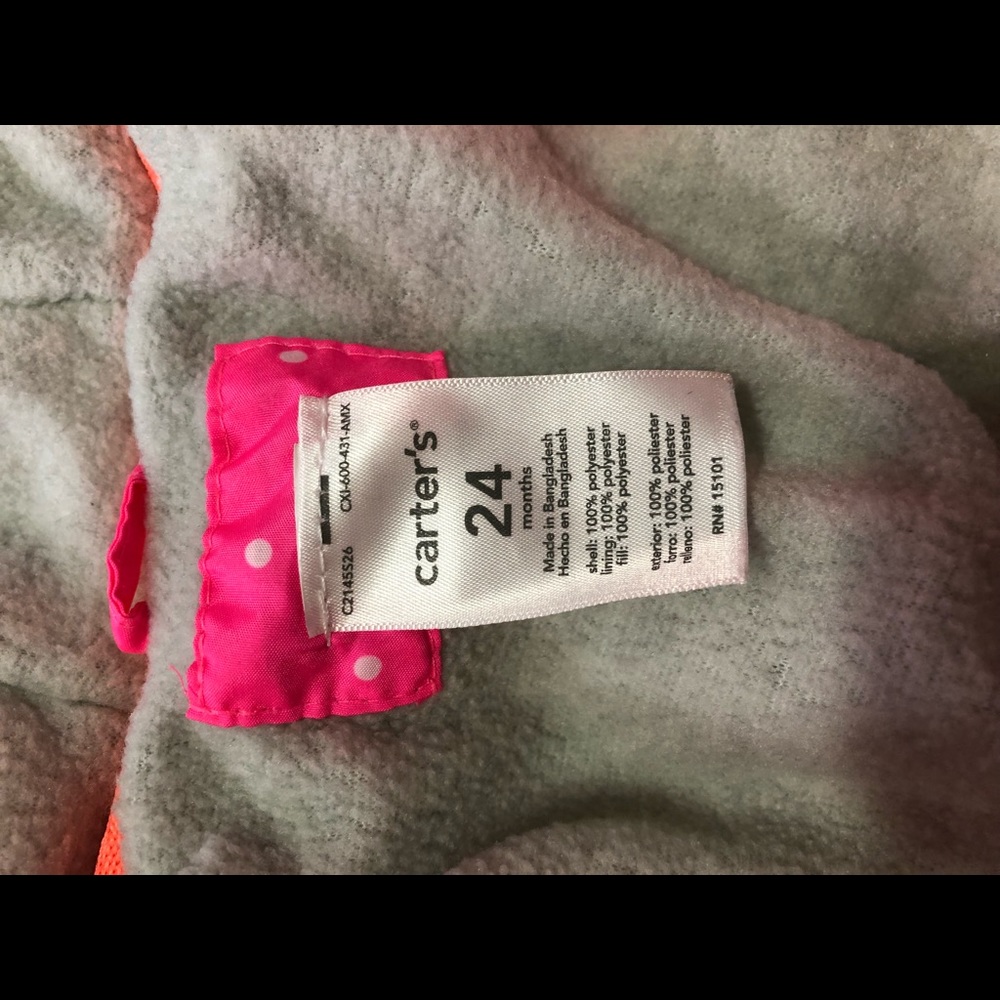 C2145S26 CXI-600-431-AMX
carter's®
24
months
Made in Bangladesh
Hecho en Bangladesh
shell: 100% polyester
lining: 100% polyester
fill: 100% polyester
exterior: 100% poliester
forro: 100% poliester
relleno: 100% poliester
RN# 15101